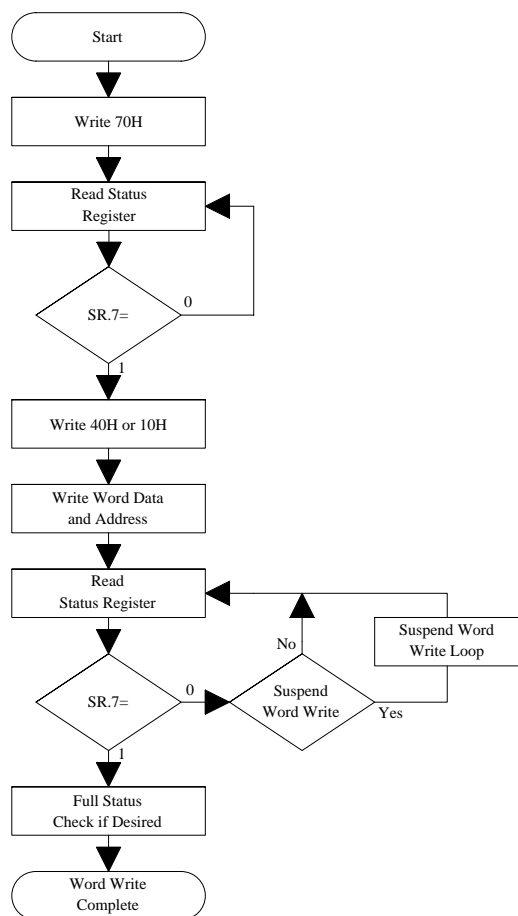 Start
Write 70H
Read Status
Register
SR.7=
0
1
Write 40H or 10H
Write Word Data
and Address
Read
Status Register
No
Suspend Word
Write Loop
SR.7=
0
Suspend
Word Write
Yes
1
Full Status
Check if Desired
Word Write
Complete